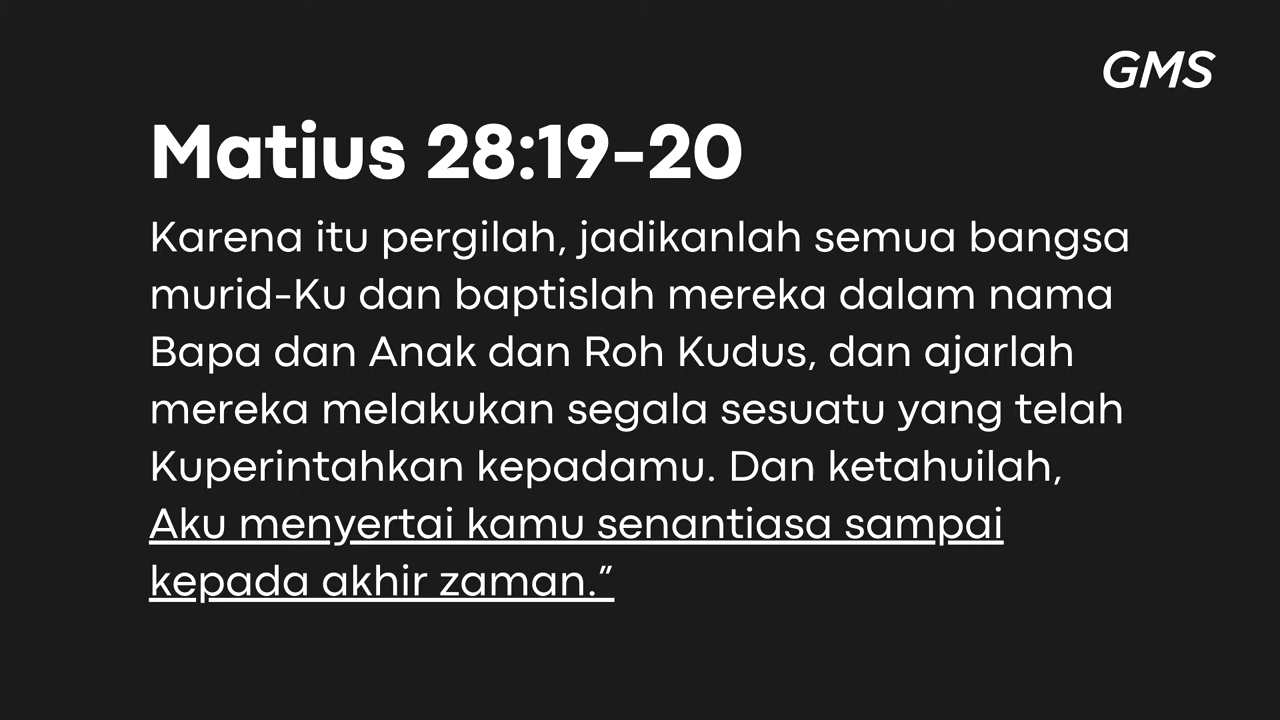 GMS
Matius 28:19-20
Karena itu pergilah, jadikanlah semua bangsa
murid-Ku dan baptislah mereka dalam nama
Bapa dan Anak dan Roh Kudus, dan ajarlah
mereka melakukan segala sesuatu yang telah
Kuperintahkan kepadamu. Dan ketahuilah,
Aku menyertai kamu senantiasa sampai
kepada akhir zaman.”